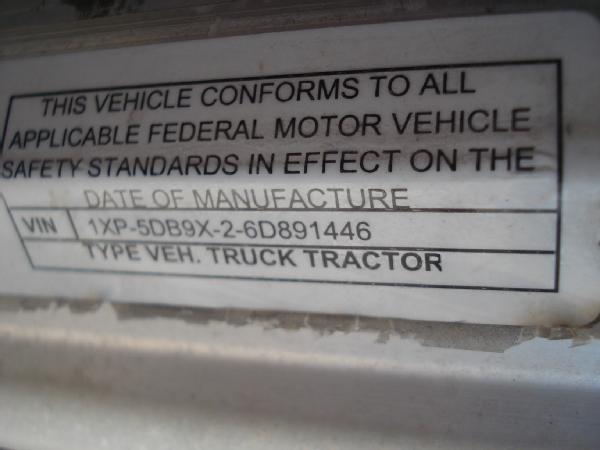 THIS VEHICLE CONFORMS TO ALL
APPLICABLE FEDERAL MOTOR VEHICLE
SAFETY STANDARDS IN EFFECT ON THE
DATE OF MANUFACTURE
VIN 1XP-5DB9X-2-6D891446
TYPE VEH. TRUCK TRACTOR